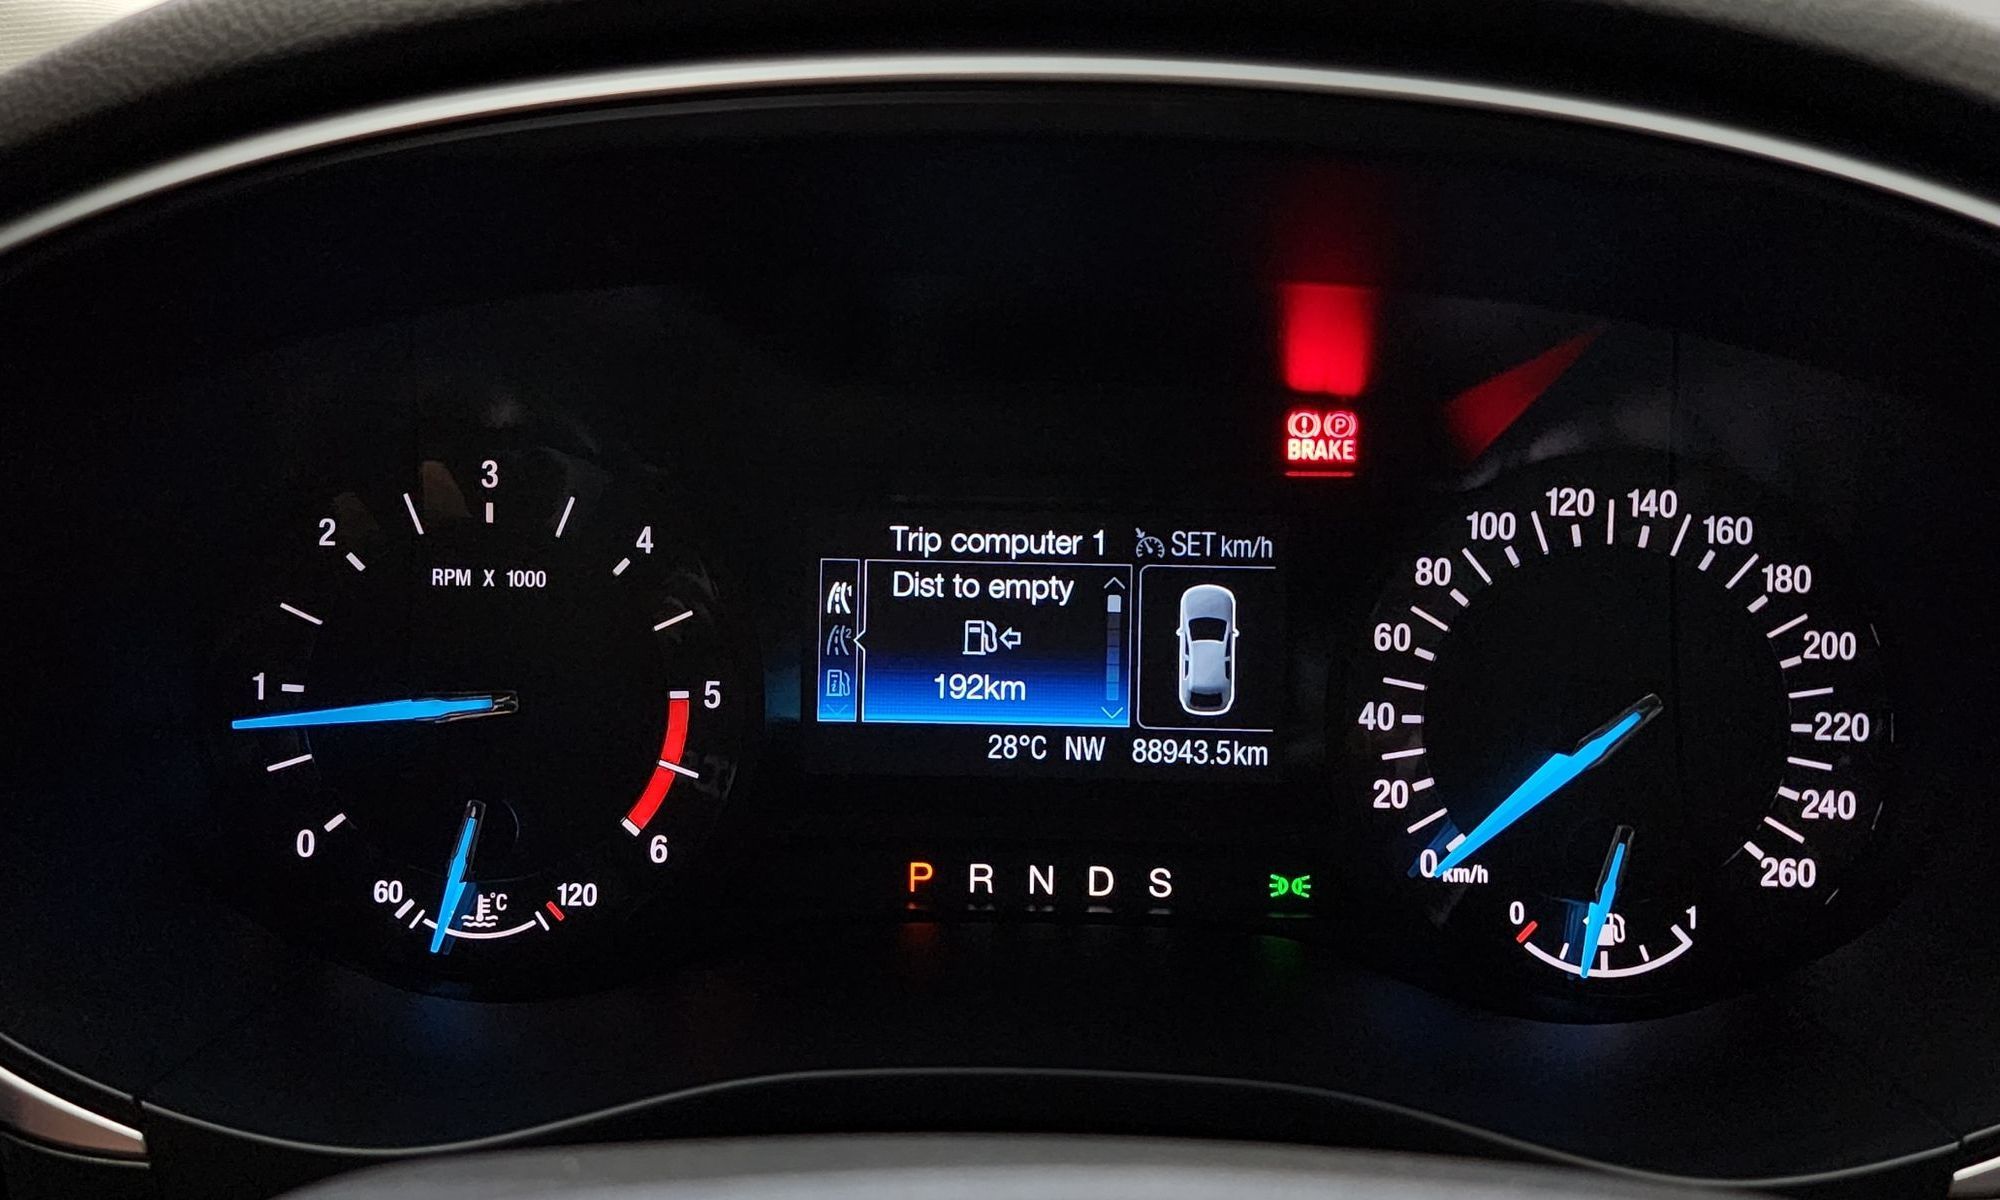 BRAKE
3
2
4
RPM X 1000
1
5
0
6
60
°C
120
Trip computer 1
SET km/h
Dist to empty
192km
1
2
28°C NW 88943.5km
P R N D S
0
km/h
20
40
60
80
100
120
140
160
180
200
220
240
260
0
1